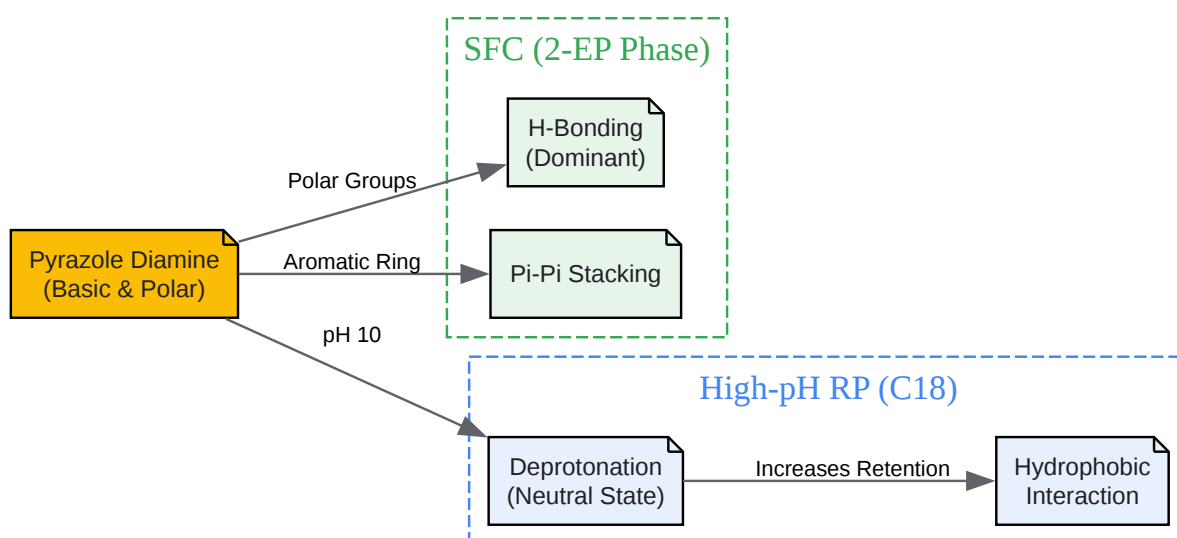 SFC (2-EP Phase)
H-Bonding
(Dominant)
Polar Groups
Pyrazole Diamine
(Basic & Polar)
Aromatic Ring
Pi-Pi Stacking
pH 10
High-pH RP (C18)
Deprotonation
(Neutral State)
Increases Retention
Hydrophobic
Interaction